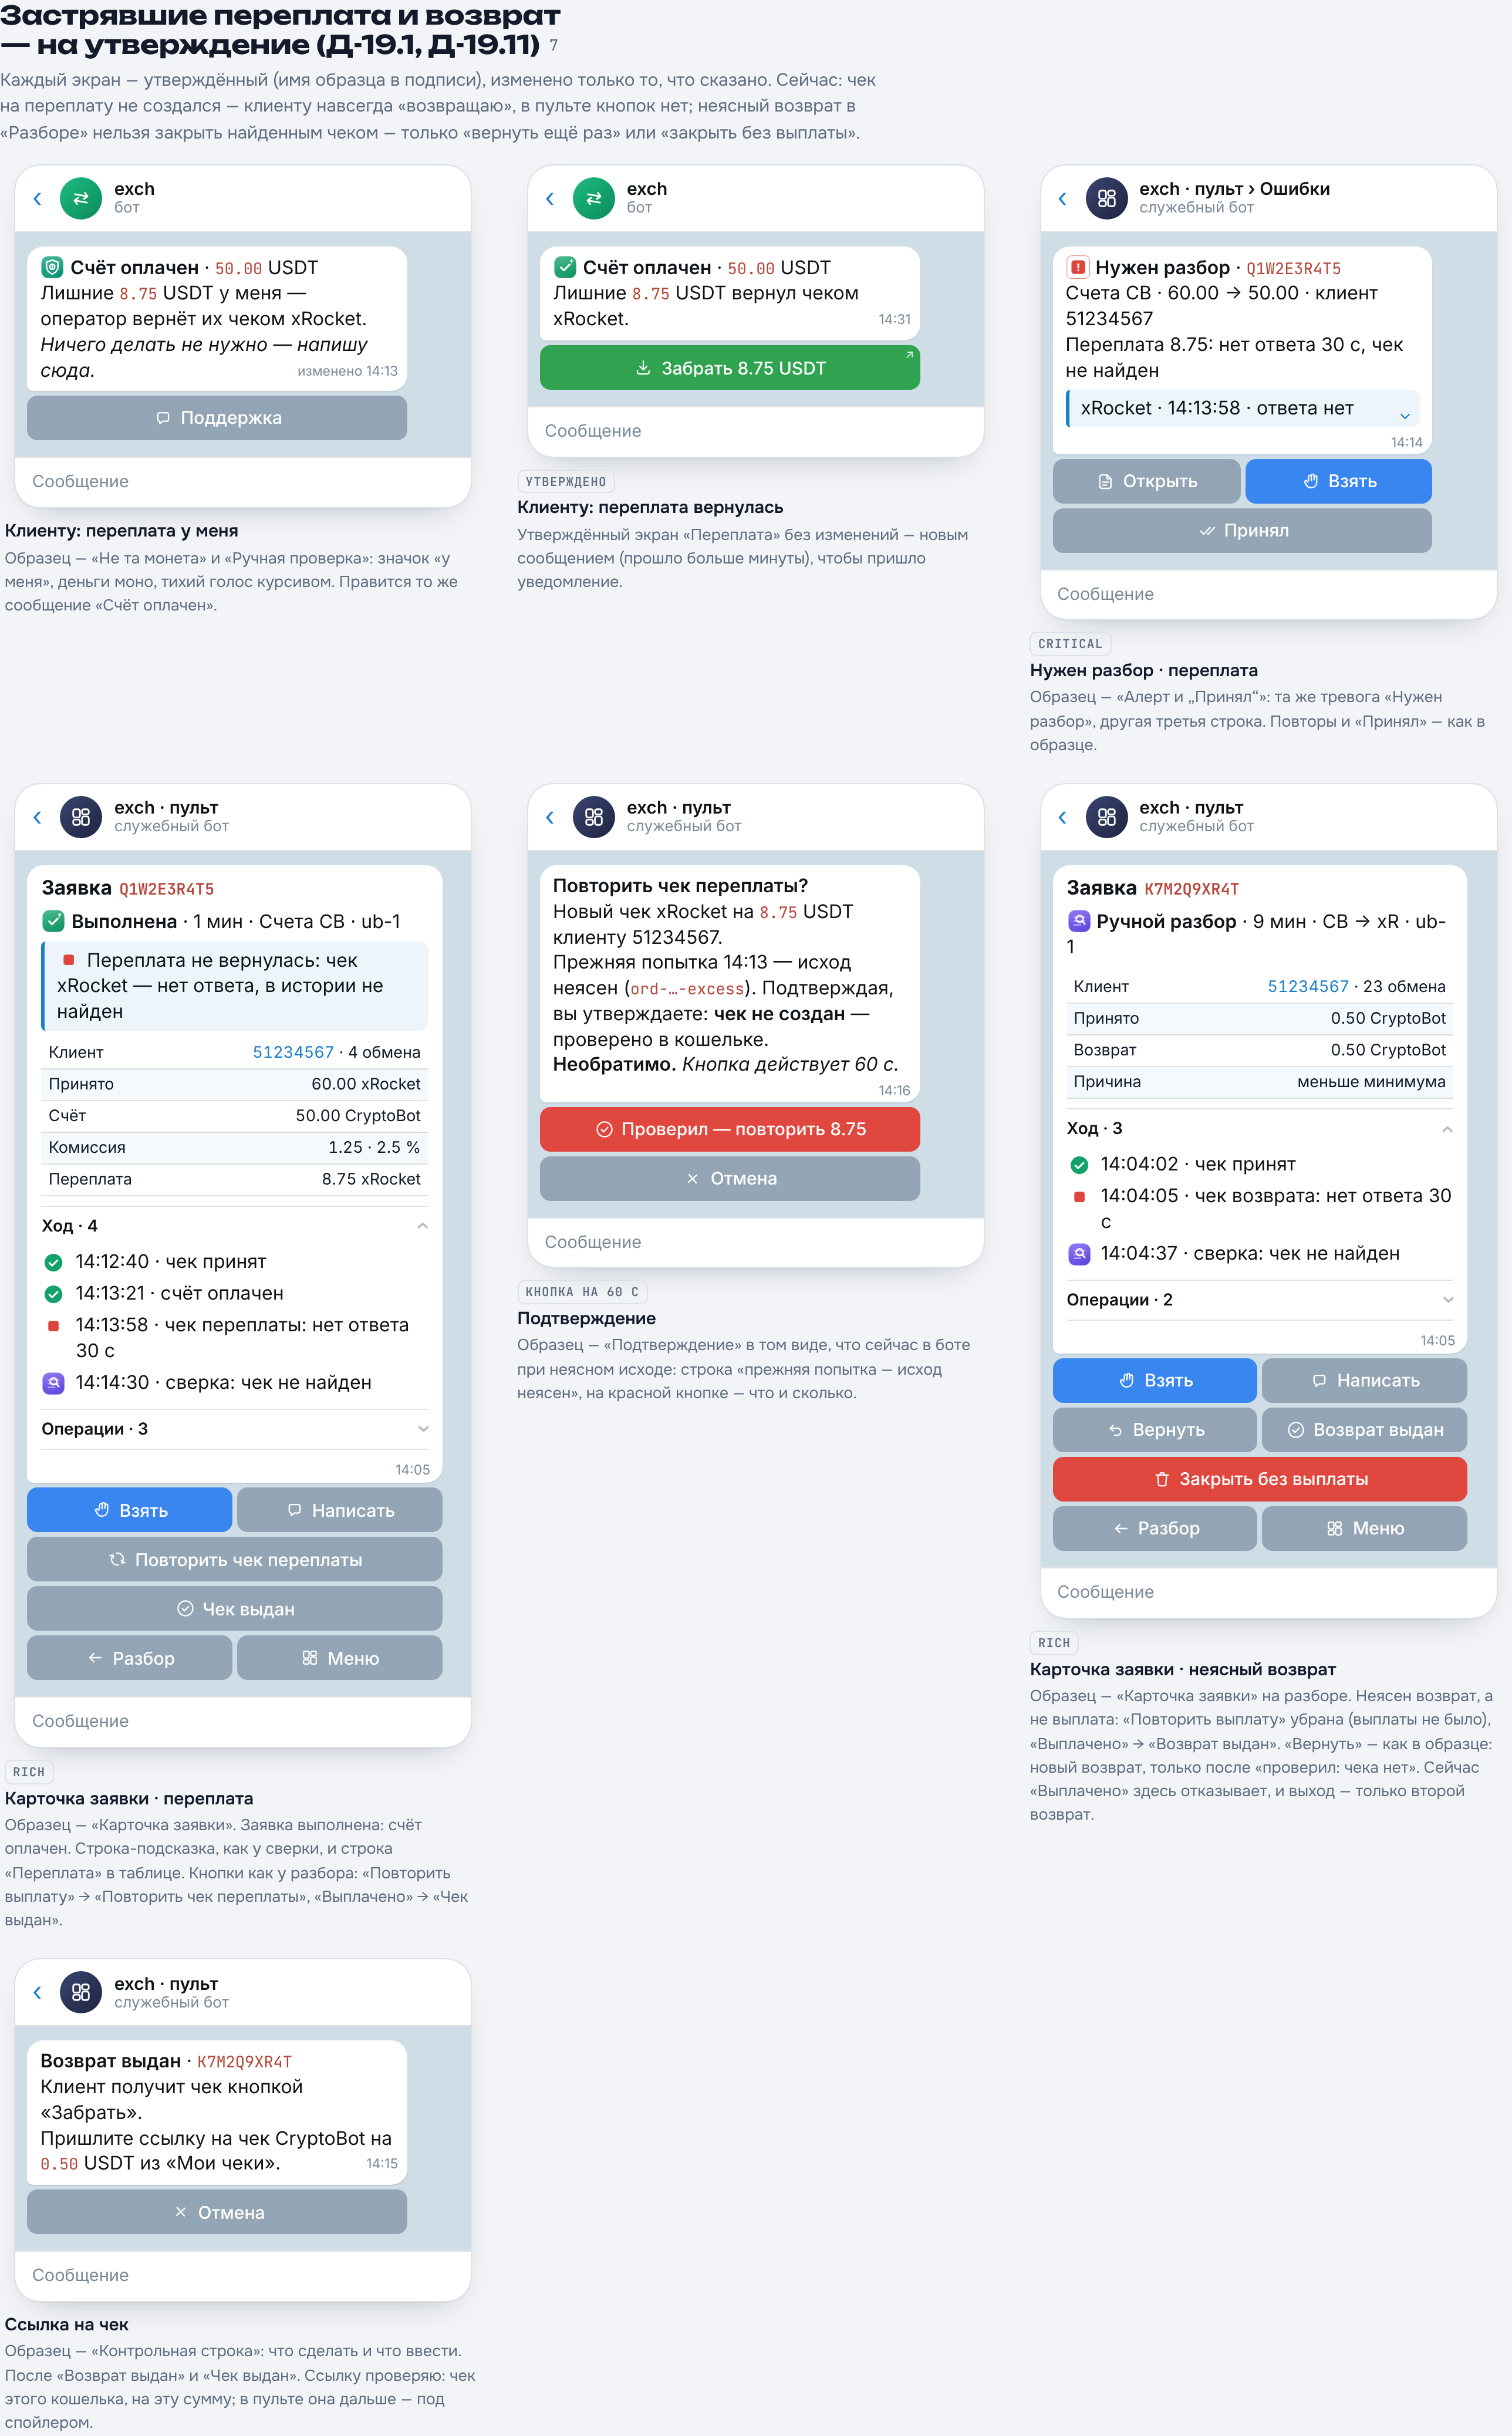 Застрявшие переплата и возврат
— на утверждение (Д-19.1, Д-19.11) 7
Каждый экран — утверждённый (имя образца в подписи), изменено только то, что сказано. Сейчас: чек
на переплату не создался — клиенту навсегда «возвращаю», в пульте кнопок нет; неясный возврат в
«Разборе» нельзя закрыть найденным чеком — только «вернуть ещё раз» или «закрыть без выплаты».
exch
бот
Счёт оплачен · 50.00 USDT
Лишние 8.75 USDT у меня —
оператор вернёт их чеком xRocket.
Ничего делать не нужно — напишу
сюда.
изменено 14:13
Поддержка
Сообщение
Клиенту: переплата у меня
Образец — «Не та монета» и «Ручная проверка»: значок «у
меня», деньги моно, тихий голос курсивом. Правится то же
сообщение «Счёт оплачен».
exch
бот
Счёт оплачен · 50.00 USDT
Лишние 8.75 USDT вернул чеком
xRocket.
14:31
Забрать 8.75 USDT
Сообщение
УТВЕРЖДЕНО
Клиенту: переплата вернулась
Утверждённый экран «Переплата» без изменений — новым
сообщением (прошло больше минуты), чтобы пришло
уведомление.
exch · пульт › Ошибки
служебный бот
Нужен разбор · Q1W2E3R4T5
Счета CB · 60.00 → 50.00 · клиент
51234567
Переплата 8.75: нет ответа 30 с, чек
не найден
xRocket · 14:13:58 · ответа нет
14:14
Открыть
Взять
Принял
Сообщение
CRITICAL
Нужен разбор · переплата
Образец — «Алерт и „Принял“»: та же тревога «Нужен
разбор», другая третья строка. Повторы и «Принял» — как в
образце.
exch · пульт
служебный бот
Заявка Q1W2E3R4T5
Выполнена · 1 мин · Счета CB · ub-1
Переплата не вернулась: чек
xRocket — нет ответа, в истории не
найден
Клиент 51234567 · 4 обмена
Принято 60.00 xRocket
Счёт 50.00 CryptoBot
Комиссия 1.25 · 2.5 %
Переплата 8.75 xRocket
Ход · 4
14:12:40 · чек принят
14:13:21 · счёт оплачен
14:13:58 · чек переплаты: нет ответа
30 с
14:14:30 · сверка: чек не найден
Операции · 3
14:05
Взять
Написать
Повторить чек переплаты
Чек выдан
Разбор
Меню
Сообщение
RICH
Карточка заявки · переплата
Образец — «Карточка заявки». Заявка выполнена: счёт
оплачен. Строка-подсказка, как у сверки, и строка
«Переплата» в таблице. Кнопки как у разбора: «Повторить
выплату» → «Повторить чек переплаты», «Выплачено» → «Чек
выдан».
exch · пульт
служебный бот
Повторить чек переплаты?
Новый чек xRocket на 8.75 USDT
клиенту 51234567.
Прежняя попытка 14:13 — исход
неясен (ord-…-excess). Подтверждая,
вы утверждаете: чек не создан —
проверено в кошельке.
Необратимо. Кнопка действует 60 с.
14:16
Проверил — повторить 8.75
Отмена
Сообщение
КНОПКА НА 60 С
Подтверждение
Образец — «Подтверждение» в том виде, что сейчас в боте
при неясном исходе: строка «прежняя попытка — исход
неясен», на красной кнопке — что и сколько.
exch · пульт
служебный бот
Заявка K7M2Q9XR4T
Ручной разбор · 9 мин · CB → xR · ub-
1
Клиент 51234567 · 23 обмена
Принято 0.50 CryptoBot
Возврат 0.50 CryptoBot
Причина меньше минимума
Ход · 3
14:04:02 · чек принят
14:04:05 · чек возврата: нет ответа 30
с
14:04:37 · сверка: чек не найден
Операции · 2
14:05
Взять
Написать
Вернуть
Возврат выдан
Закрыть без выплаты
Разбор
Меню
Сообщение
RICH
Карточка заявки · неясный возврат
Образец — «Карточка заявки» на разборе. Неясен возврат, а
не выплата: «Повторить выплату» убрана (выплаты не было),
«Выплачено» → «Возврат выдан». «Вернуть» — как в образце:
новый возврат, только после «проверил: чека нет». Сейчас
«Выплачено» здесь отказывает, и выход — только второй
возврат.
exch · пульт
служебный бот
Возврат выдан · K7M2Q9XR4T
Клиент получит чек кнопкой
«Забрать».
Пришлите ссылку на чек CryptoBot на
0.50 USDT из «Мои чеки».
14:15
Отмена
Сообщение
Ссылка на чек
Образец — «Контрольная строка»: что сделать и что ввести.
После «Возврат выдан» и «Чек выдан». Ссылку проверяю: чек
этого кошелька, на эту сумму; в пульте она дальше — под
спойлером.